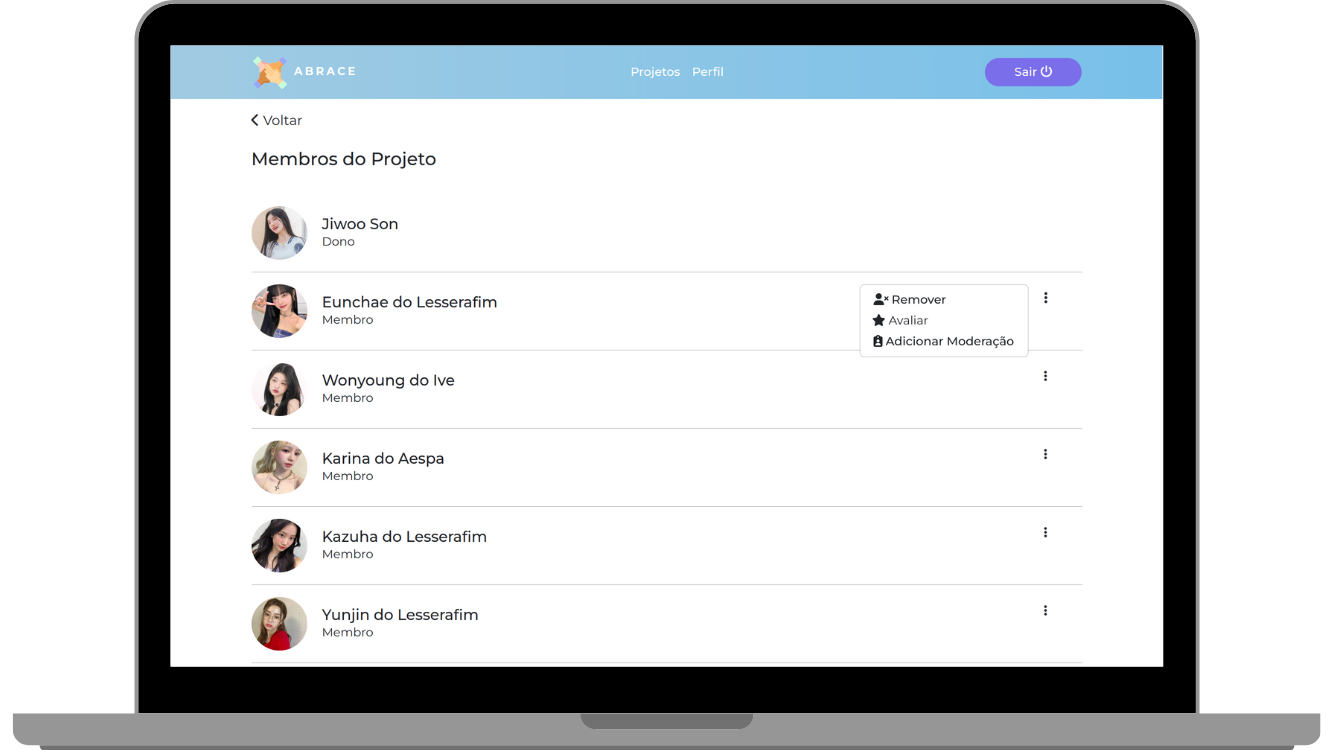 ABRACE
Projetos Perfil
Sair
Voltar
Membros do Projeto
Jiwoo Son
Dono
Eunchae do Lesserafim
Membro
Remover
Avaliar
Adicionar Moderação
Wonyoung do Ive
Membro
Karina do Aespa
Membro
Kazuha do Lesserafim
Membro
Yunjin do Lesserafim
Membro